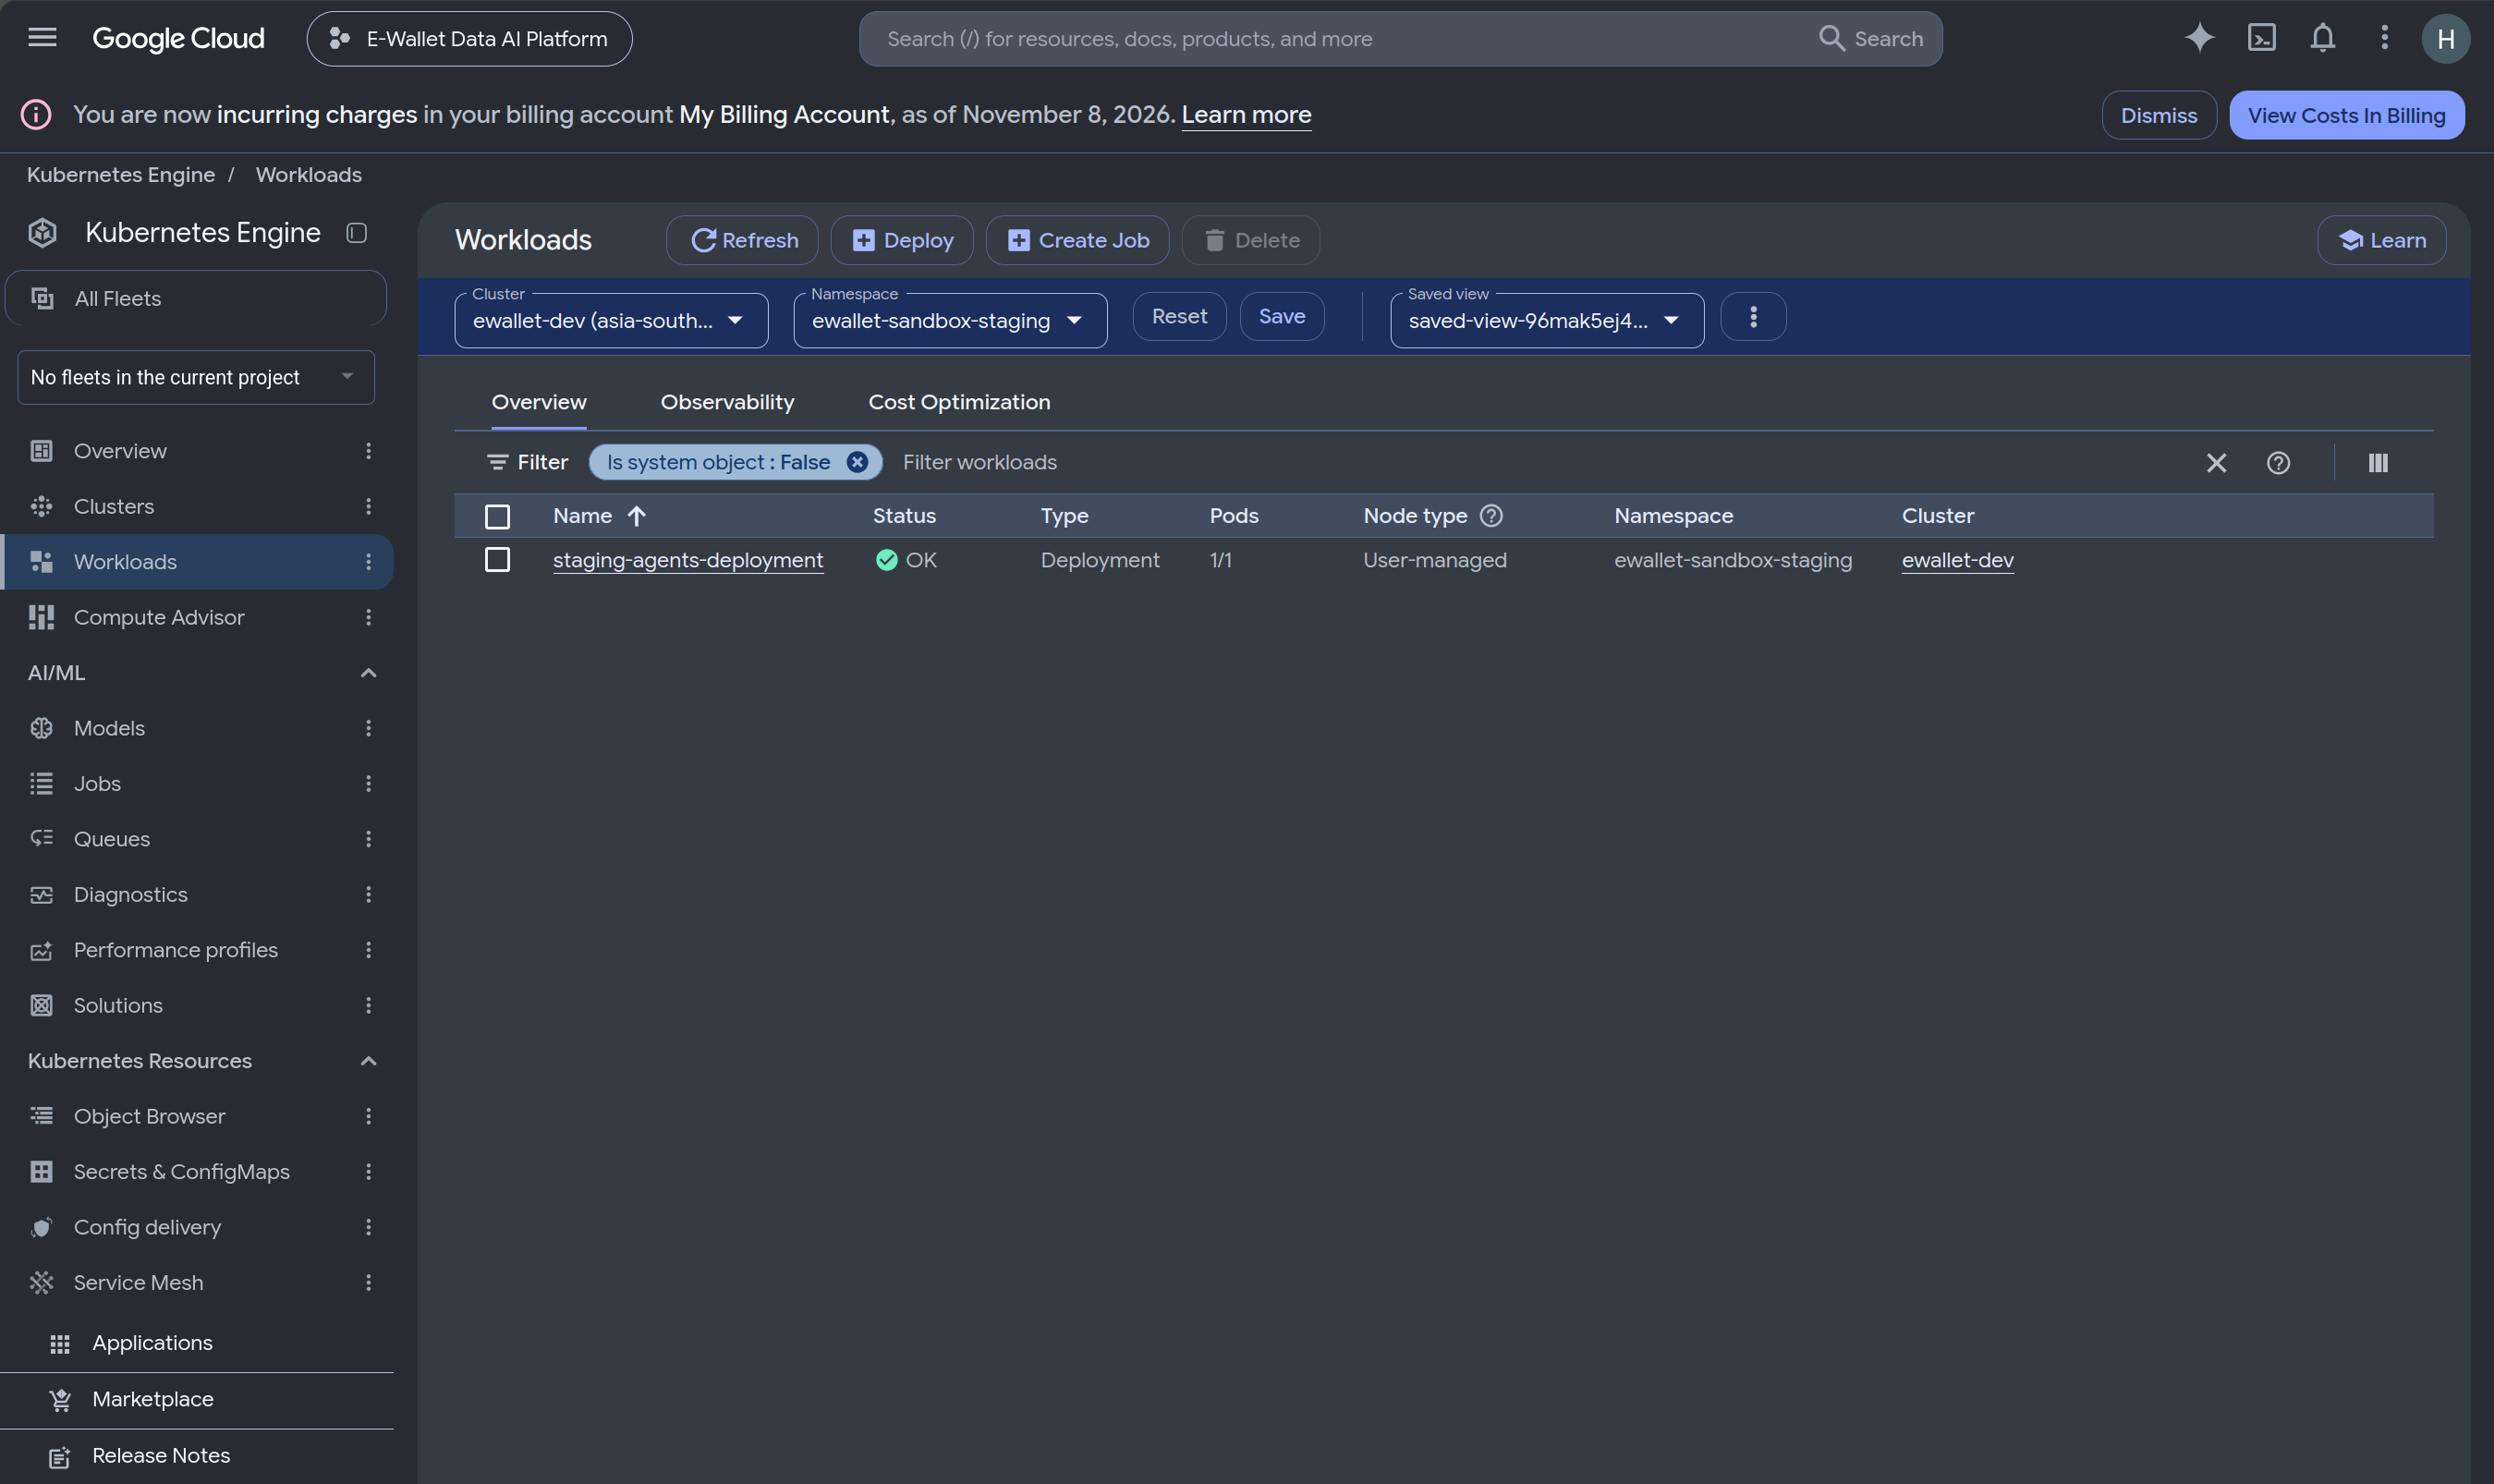 Google Cloud
E-Wallet Data AI Platform
Search (/) for resources, docs, products, and more
Search
H
You are now incurring charges in your billing account My Billing Account, as of November 8, 2026. Learn more
Dismiss
View Costs In Billing
Kubernetes Engine / Workloads
Kubernetes Engine
All Fleets
No fleets in the current project
Overview
Clusters
Workloads
Compute Advisor
AI/ML
Models
Jobs
Queues
Diagnostics
Performance profiles
Solutions
Kubernetes Resources
Object Browser
Secrets & ConfigMaps
Config delivery
Service Mesh
Applications
Marketplace
Release Notes
Workloads
Refresh
Deploy
Create Job
Delete
Learn
Cluster
ewallet-dev (asia-south...
Namespace
ewallet-sandbox-staging
Reset
Save
Saved view
saved-view-96mak5ej4...
Overview Observability Cost Optimization
Filter Is system object : False Filter workloads
Name Status Type Pods Node type Namespace Cluster
staging-agents-deployment OK Deployment 1/1 User-managed ewallet-sandbox-staging ewallet-dev